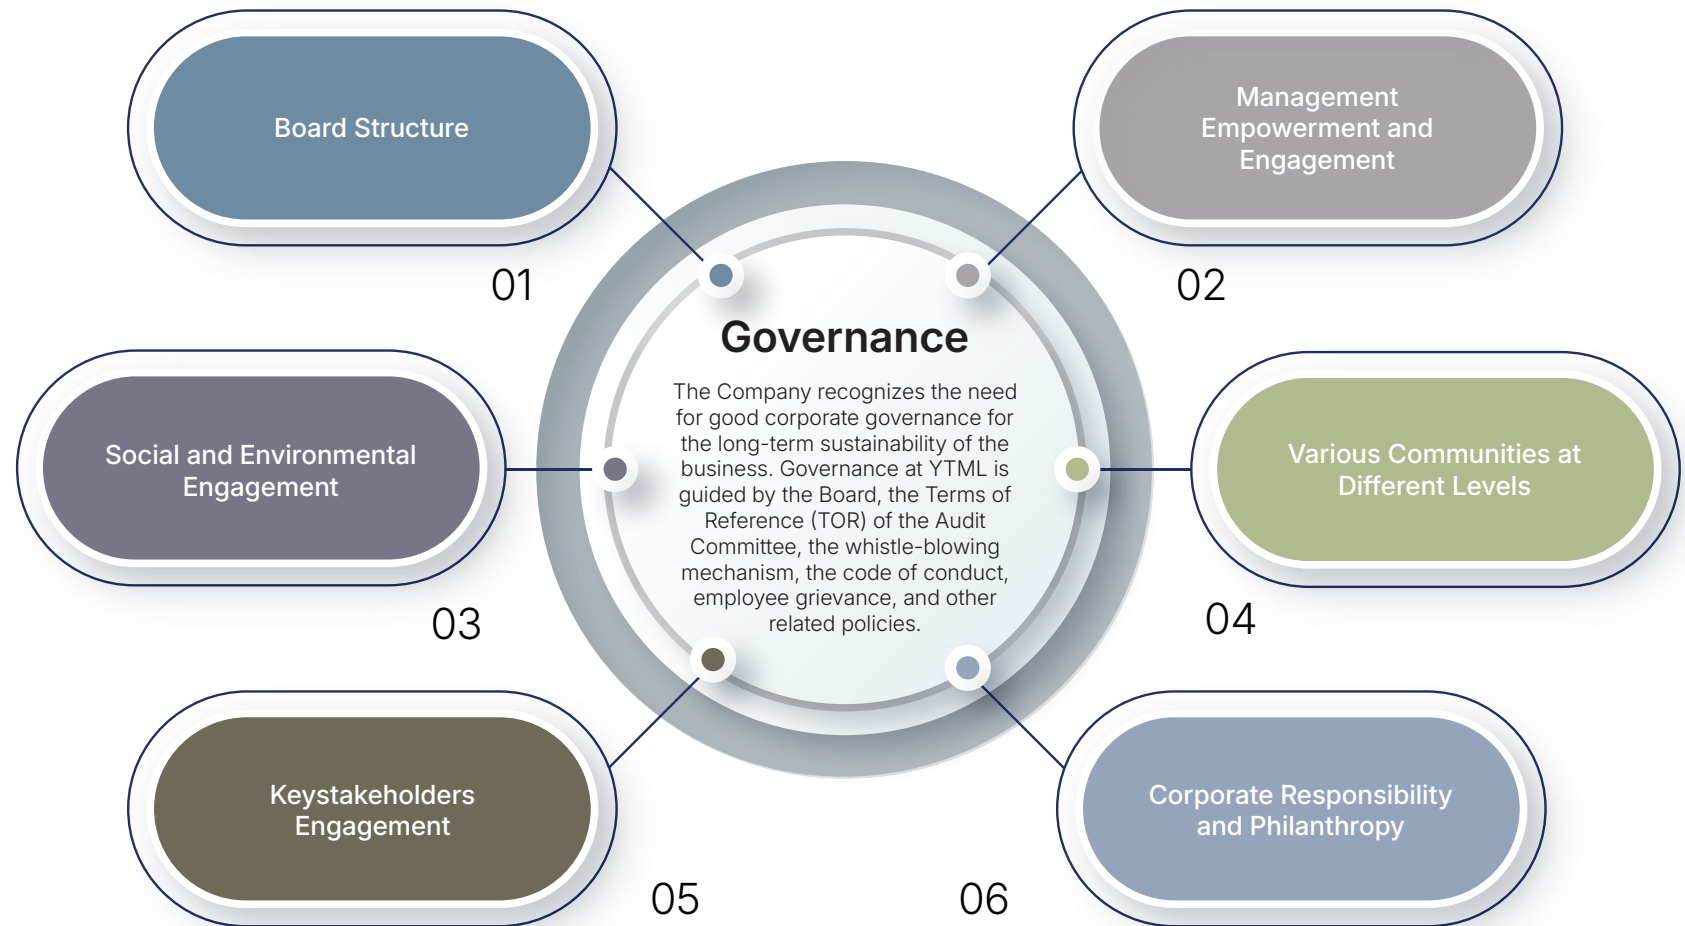 Board Structure
01
Management
Empowerment and
Engagement
02
Governance
The Company recognizes the need
for good corporate governance for
the long-term sustainability of the
business. Governance at YTML is
guided by the Board, the Terms of
Reference (TOR) of the Audit
Committee, the whistle-blowing
mechanism, the code of conduct,
employee grievance, and other
related policies.
Social and Environmental
Engagement
03
Various Communities at
Different Levels
04
Keystakeholders
Engagement
05
Corporate Responsibility
and Philanthropy
06